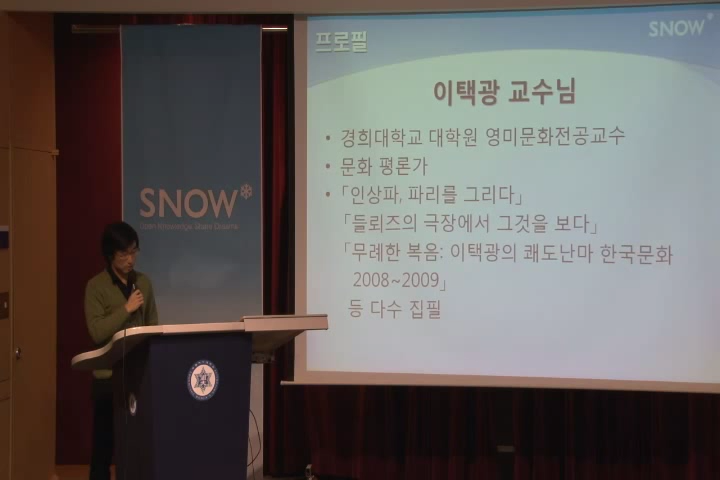 프로필
SNOW
이택광 교수님
• 경희대학교 대학원 영미문화전공교수
• 문화 평론가
• 「인상파, 파리를 그리다」
「들뢰즈의 극장에서 그것을 보다」
「무례한 복음: 이택광의 쾌도난마 한국문화
2008~2009」
등 다수 집필
SNOW
Open Knowledge Share Dreams